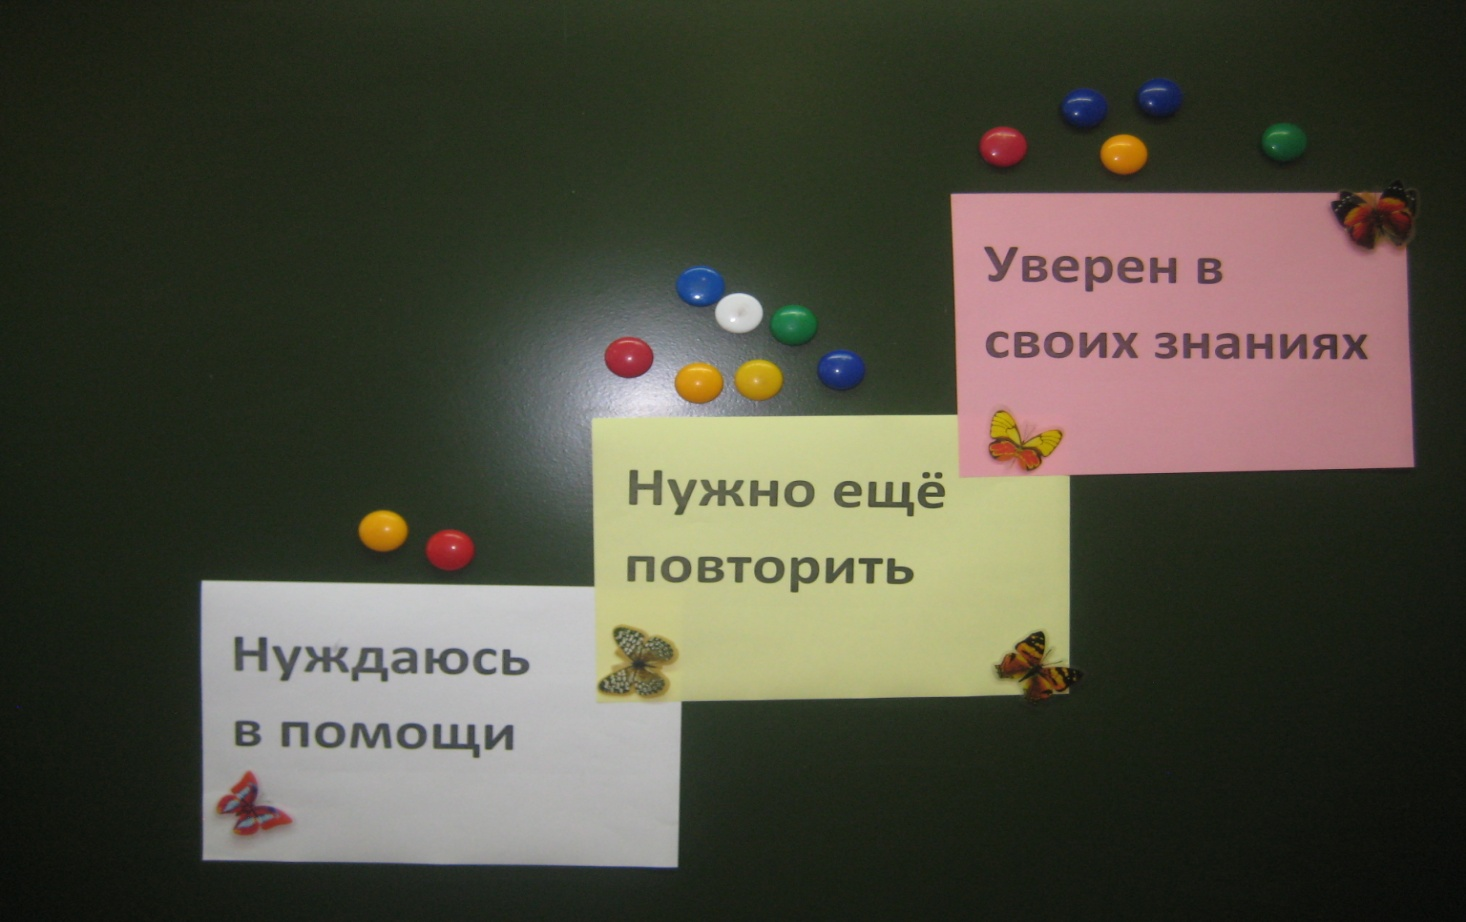 Уверен в
своих знаниях
Нужно ещё
повторить
Нуждаюсь
в помощи